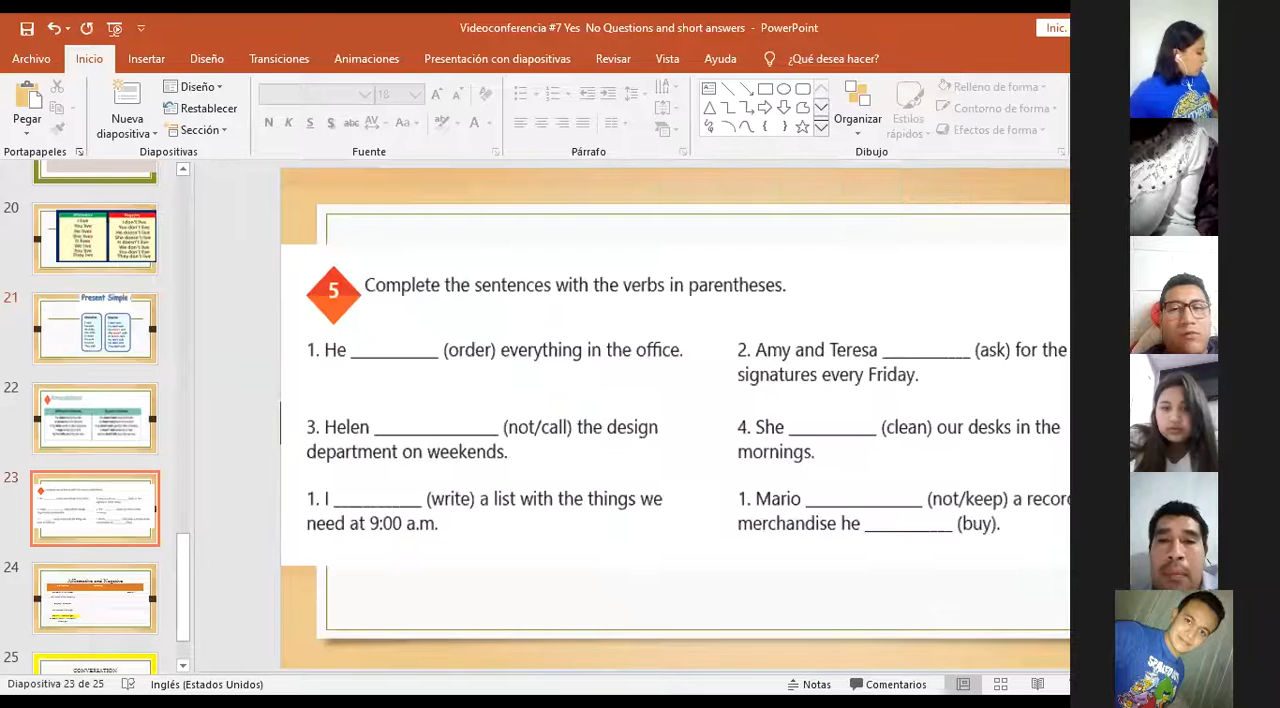 Videoconferencia #7 Yes No Questions and short answers - PowerPoint
Inic.
Archivo Inicio Insertar Diseño Transiciones Animaciones Presentación con diapositivas Revisar Vista Ayuda ¿Qué desea hacer?
Pegar
Nueva diapositiva
Diseño
Restablecer
Sección
18
N K S S abc AV Aa A
Organizar
Estilos rápidos
Relleno de forma
Contorno de forma
Efectos de forma
Portapapeles Diapositivas Fuente Párrafo Dibujo
20
21
Present Simple
22
23
24
Affirmative and Negative
25
CONVERSATION
5 Complete the sentences with the verbs in parentheses.
1. He _________ (order) everything in the office.
2. Amy and Teresa _________ (ask) for the
signatures every Friday.
3. Helen _____________ (not/call) the design
department on weekends.
4. She _________ (clean) our desks in the
mornings.
1. I _________ (write) a list with the things we
need at 9:00 a.m.
1. Mario ____________ (not/keep) a record
merchandise he _________ (buy).
Diapositiva 23 de 25 Inglés (Estados Unidos) Notas Comentarios